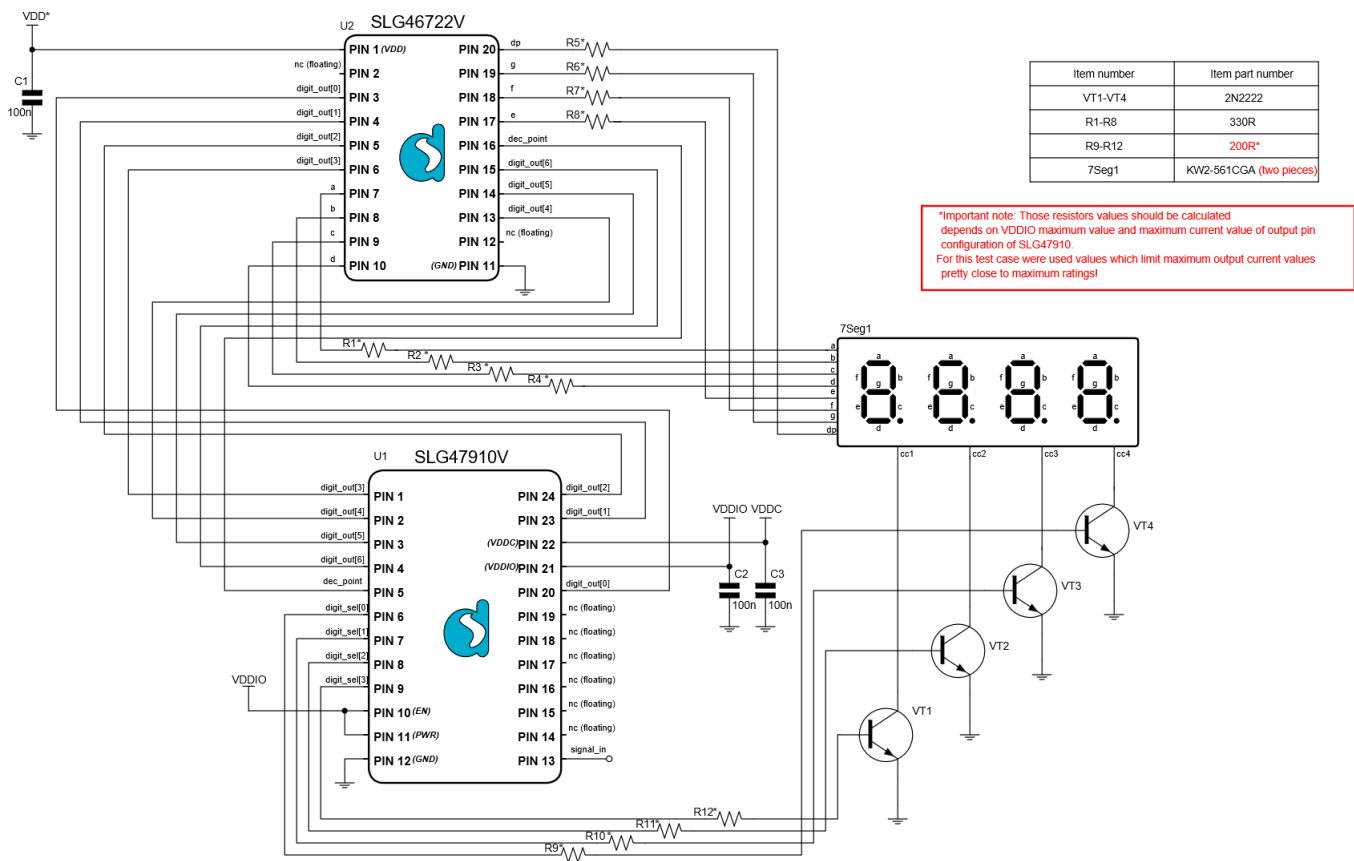 VDD*
C1
100n
U2
SLG46722V
nc (floating)
digit_out[0]
digit_out[1]
digit_out[2]
digit_out[3]
a
b
c
d
PIN 1 (VDD)
PIN 2
PIN 3
PIN 4
PIN 5
PIN 6
PIN 7
PIN 8
PIN 9
PIN 10
PIN 20
PIN 19
PIN 18
PIN 17
PIN 16
PIN 15
PIN 14
PIN 13
PIN 12
(GND) PIN 11
dp
g
f
e
dec_point
digit_out[6]
digit_out[5]
digit_out[4]
nc (floating)
R5*
R6*
R7*
R8*
R1*
R2 *
R3 *
R4 *
Item number Item part number
VT1-VT4 2N2222
R1-R8 330R
R9-R12 200R*
7Seg1 KW2-561CGA (two pieces)
*Important note: Those resistors values should be calculated
depends on VDDIO maximum value and maximum current value of output pin
configuration of SLG47910.
For this test case were used values which limit maximum output current values
pretty close to maximum ratings!
7Seg1
a
b
c
d
e
f
g
dp
a
f b
g
e c
d
a
f b
g
e c
d
a
f b
g
e c
d
a
f b
g
e c
d
cc1
cc2
cc3
cc4
VT4
VT3
VT2
VT1
U1
SLG47910V
digit_out[3]
digit_out[4]
digit_out[5]
digit_out[6]
dec_point
digit_sel[0]
digit_sel[1]
digit_sel[2]
digit_sel[3]
VDDIO
PIN 1
PIN 2
PIN 3
PIN 4
PIN 5
PIN 6
PIN 7
PIN 8
PIN 9
PIN 10 (EN)
PIN 11 (PWR)
PIN 12 (GND)
PIN 24
PIN 23
(VDDC) PIN 22
(VDDIO) PIN 21
PIN 20
PIN 19
PIN 18
PIN 17
PIN 16
PIN 15
PIN 14
PIN 13
digit_out[2]
digit_out[1]
digit_out[0]
nc (floating)
nc (floating)
nc (floating)
nc (floating)
nc (floating)
nc (floating)
signal_in
VDDIO VDDC
C2
100n
C3
100n
R12*
R11*
R10*
R9*